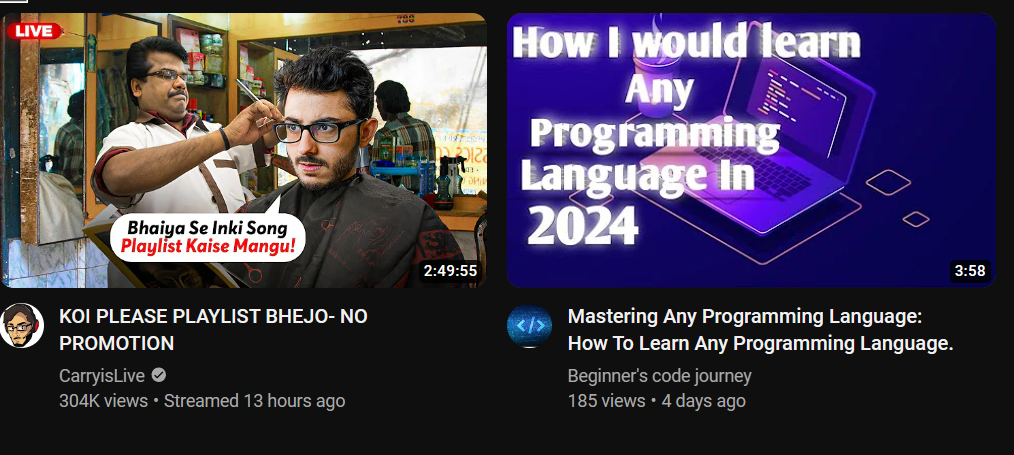 LIVE
Bhaiya Se Inki Song
Playlist Kaise Mangu!
2:49:55
KOI PLEASE PLAYLIST BHEJO- NO
PROMOTION
CarryisLive
304K views • Streamed 13 hours ago
How I would learn
Any
Programming
Language In
2024
3:58
</>
Mastering Any Programming Language:
How To Learn Any Programming Language.
Beginner's code journey
185 views • 4 days ago